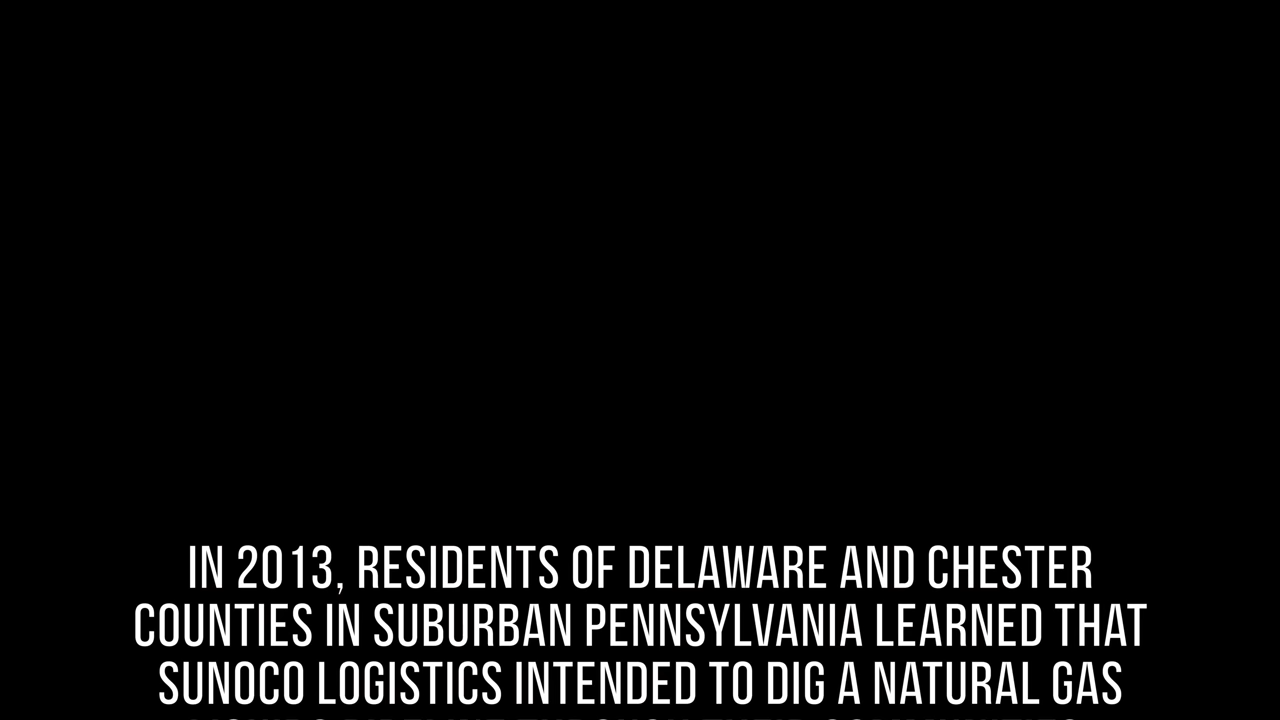 IN 2013, RESIDENTS OF DELAWARE AND CHESTER
COUNTIES IN SUBURBAN PENNSYLVANIA LEARNED THAT
SUNOCO LOGISTICS INTENDED TO DIG A NATURAL GAS